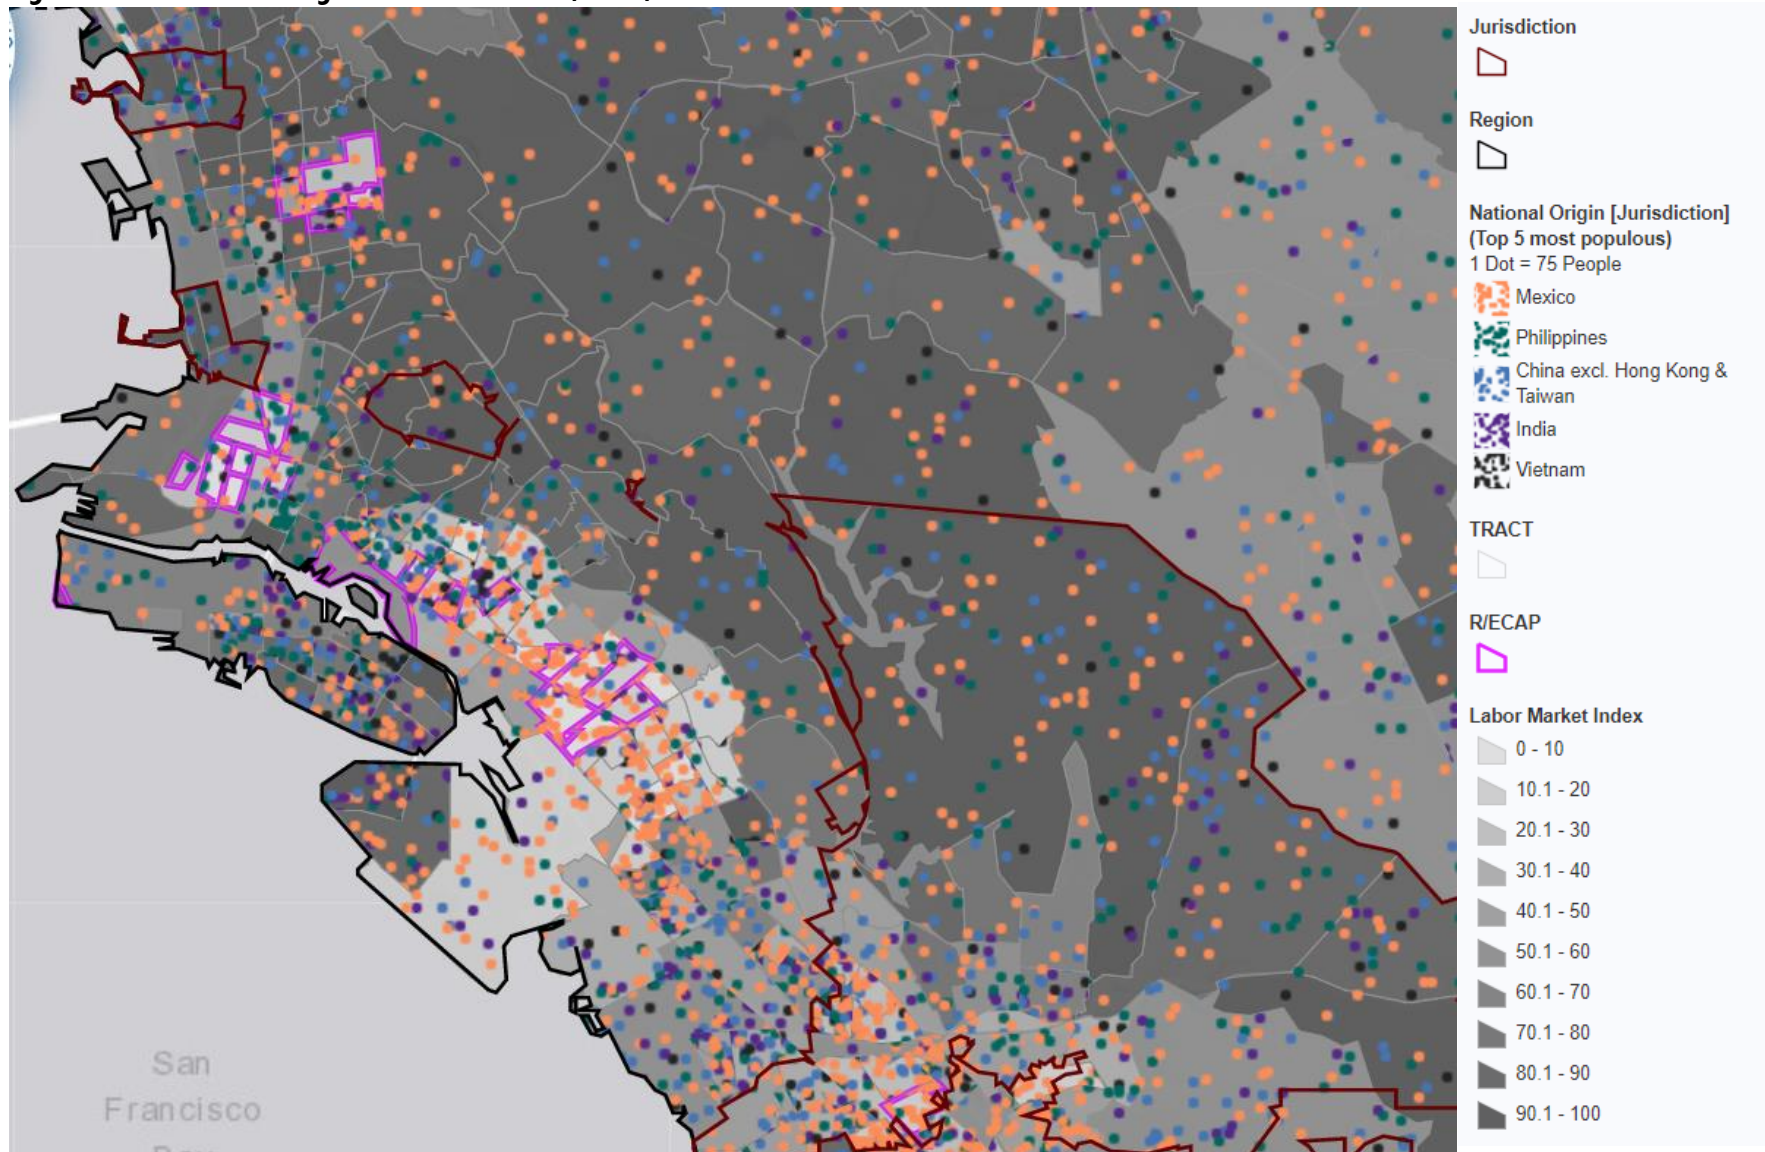 Jurisdiction
Region
National Origin [Jurisdiction]
(Top 5 most populous)
1 Dot = 75 People
Mexico
Philippines
China excl. Hong Kong &
Taiwan
India
Vietnam
TRACT
R/ECAP
Labor Market Index
0 - 10
10.1 - 20
20.1 - 30
30.1 - 40
40.1 - 50
50.1 - 60
60.1 - 70
70.1 - 80
80.1 - 90
90.1 - 100
San
Francisco